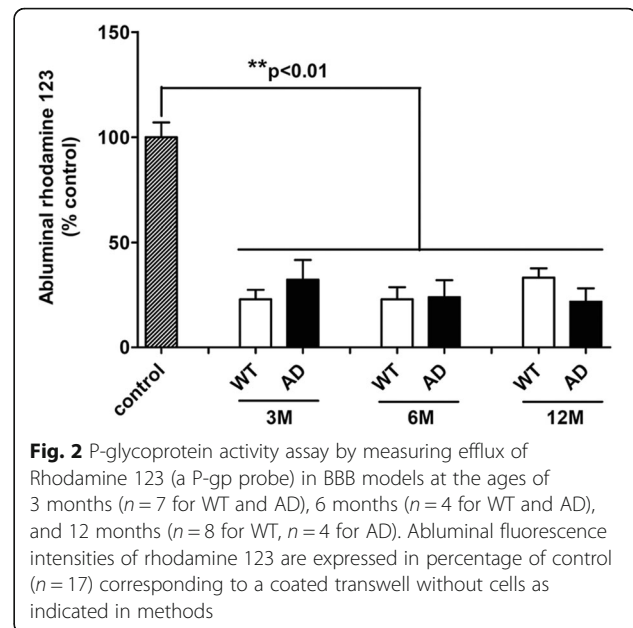 150
**p<0.01
Abluminal rhodamine 123
(% control)
100
50
0
control
WT
AD
WT
AD
WT
AD
3M
6M
12M
Fig. 2 P-glycoprotein activity assay by measuring efflux of
Rhodamine 123 (a P-gp probe) in BBB models at the ages of
3 months (n = 7 for WT and AD), 6 months (n = 4 for WT and AD),
and 12 months (n = 8 for WT, n = 4 for AD). Abluminal fluorescence
intensities of rhodamine 123 are expressed in percentage of control
(n = 17) corresponding to a coated transwell without cells as
indicated in methods